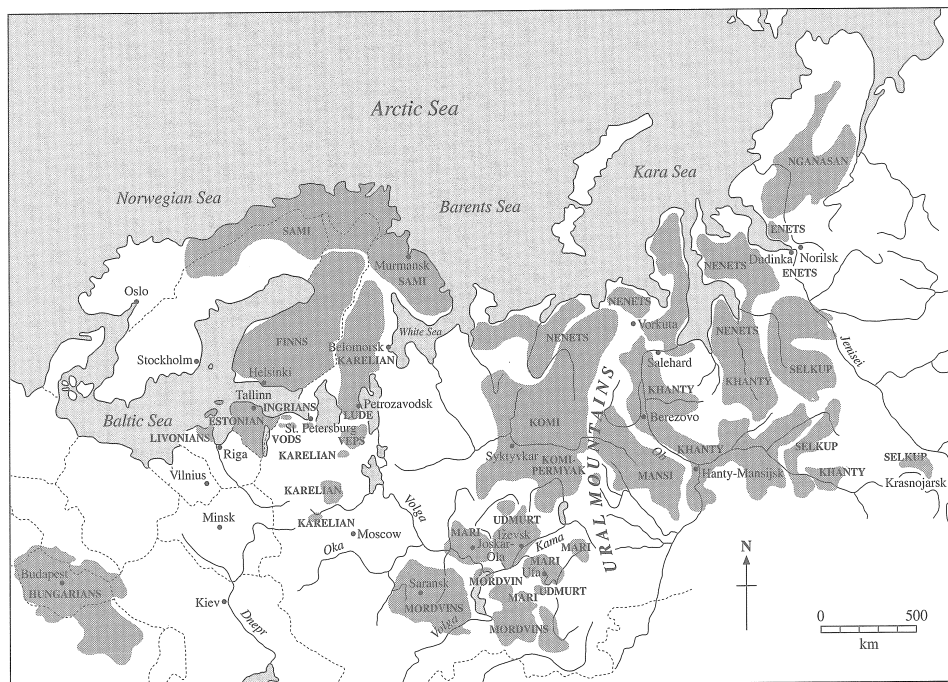 Arctic Sea
Norwegian Sea
Barents Sea
Kara Sea
NGANASAN
ENETS
Dudinka
Norilsk
ENETS
SAMI
Murmansk
SAMI
NENETS
NENETS
NENETS
Vorkuta
NENETS
Oslo
White Sea
FINNS
Belomorsk
KARELIAN
Stockholm
Helsinki
Salehard
SELKUP
Jenisei
KHANTY
KHANTY
Tallinn
INGRIANS
LUDE
Petrozavodsk
Berezovo
Baltic Sea
ESTONIAN
St. Petersburg
KOMI
LIVONIANS
VODS
VEPS
Riga
KARELIAN
Syktyvkar
KOMI-
PERMYAK
URAL MOUNTAINS
KHANTY
Ob
SELKUP
SELKUP
Vilnius
MANSI
Hanty-Mansijsk
KHANTY
Krasnojarsk
KARELIAN
Minsk
KARELIAN
Moscow
Volga
UDMURT
Oka
MARI
Iževsk
Joskar-
Ola
Kama
MARI
MARI
Ufa
Budapest
HUNGARIANS
Saransk
MORDVIN
UDMURT
MORDVINS
MARI
Kiev
Dnepr
Volga
MORDVINS
N
0
500
km